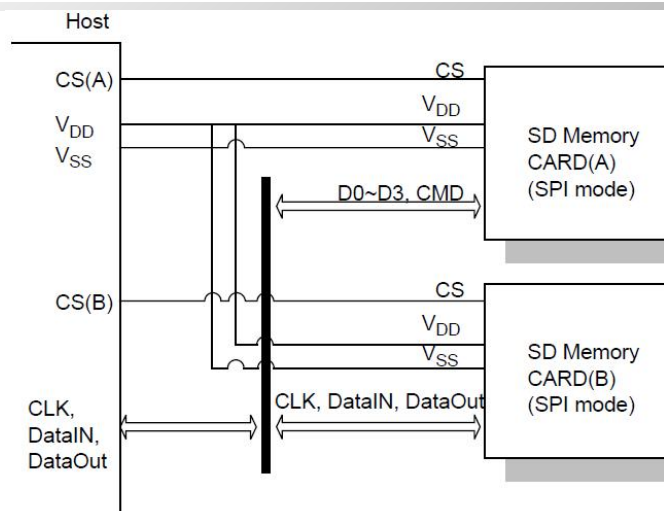 Host
CS(A)
CS
VDD
VDD
VSS
VSS
SD Memory
CARD(A)
(SPI mode)
D0~D3, CMD
CS(B)
CS
VDD
VSS
SD Memory
CARD(B)
(SPI mode)
CLK,
DataIN,
DataOut
CLK, DataIN, DataOut